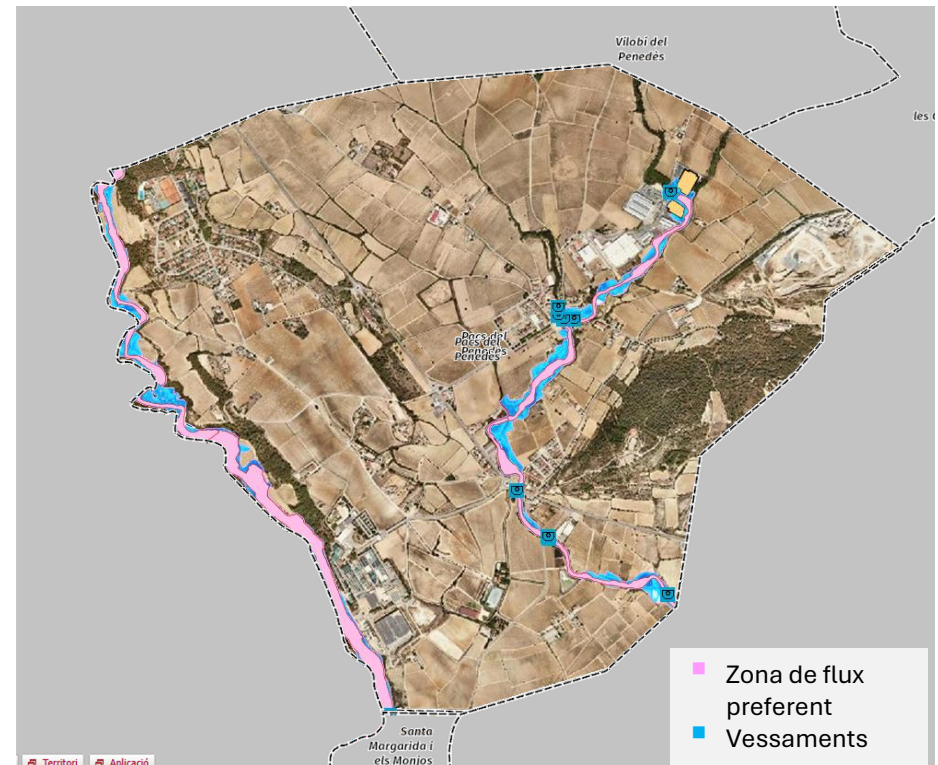 Vilobí del
Penedès
les
Pacs del
Penedès
Pacs del
Penedès
Santa
Margarida i
els Monjos
Zona de flux
preferent
Vessaments
Territori
Aplicació